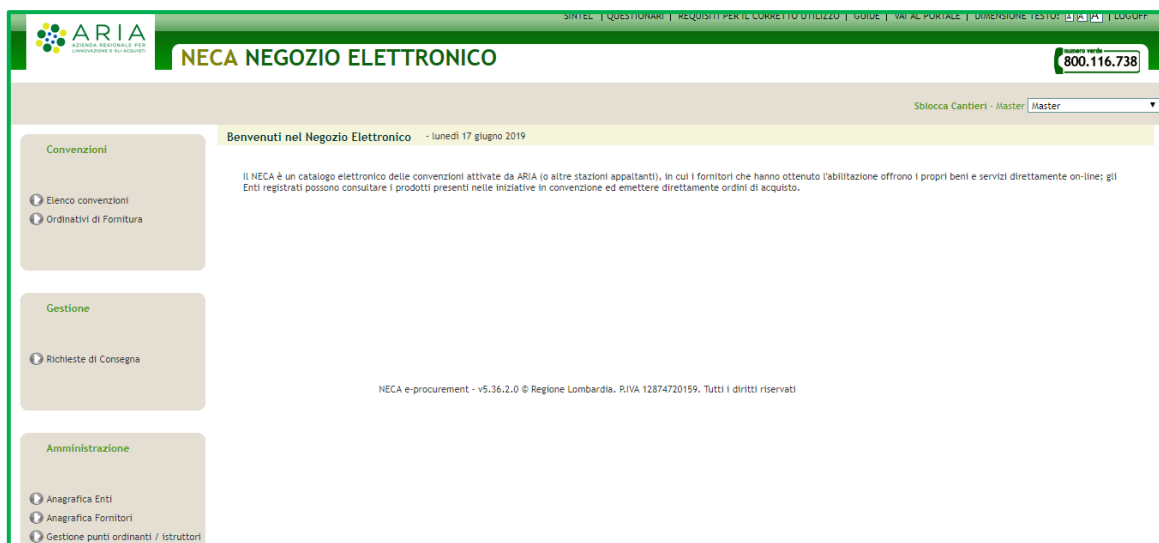 SINTEL | QUESTIONARI | REQUISITI PER IL CORRETTO UTILIZZO | GUIDE | VAI AL PORTALE | DIMENSIONE TESTO: A A A | LOGOFF
ARIA
AZIENDA REGIONALE PER
L'INNOVAZIONE E GLI ACQUISTI
NECA NEGOZIO ELETTRONICO
numero verde
800.116.738
Sblocca Cantieri - Master Master
Benvenuti nel Negozio Elettronico - lunedì 17 giugno 2019
Convenzioni
Il NECA è un catalogo elettronico delle convenzioni attivate da ARIA (o altre stazioni appaltanti), in cui i fornitori che hanno ottenuto l'abilitazione offrono i propri beni e servizi direttamente on-line; gli
Enti registrati possono consultare i prodotti presenti nelle iniziative in convenzione ed emettere direttamente ordini di acquisto.
Elenco convenzioni
Ordinativi di Fornitura
Gestione
Richieste di Consegna
NECA e-procurement - v5.36.2.0 © Regione Lombardia. P.IVA 12874720159. Tutti i diritti riservati
Amministrazione
Anagrafica Enti
Anagrafica Fornitori
Gestione punti ordinanti / istruttori